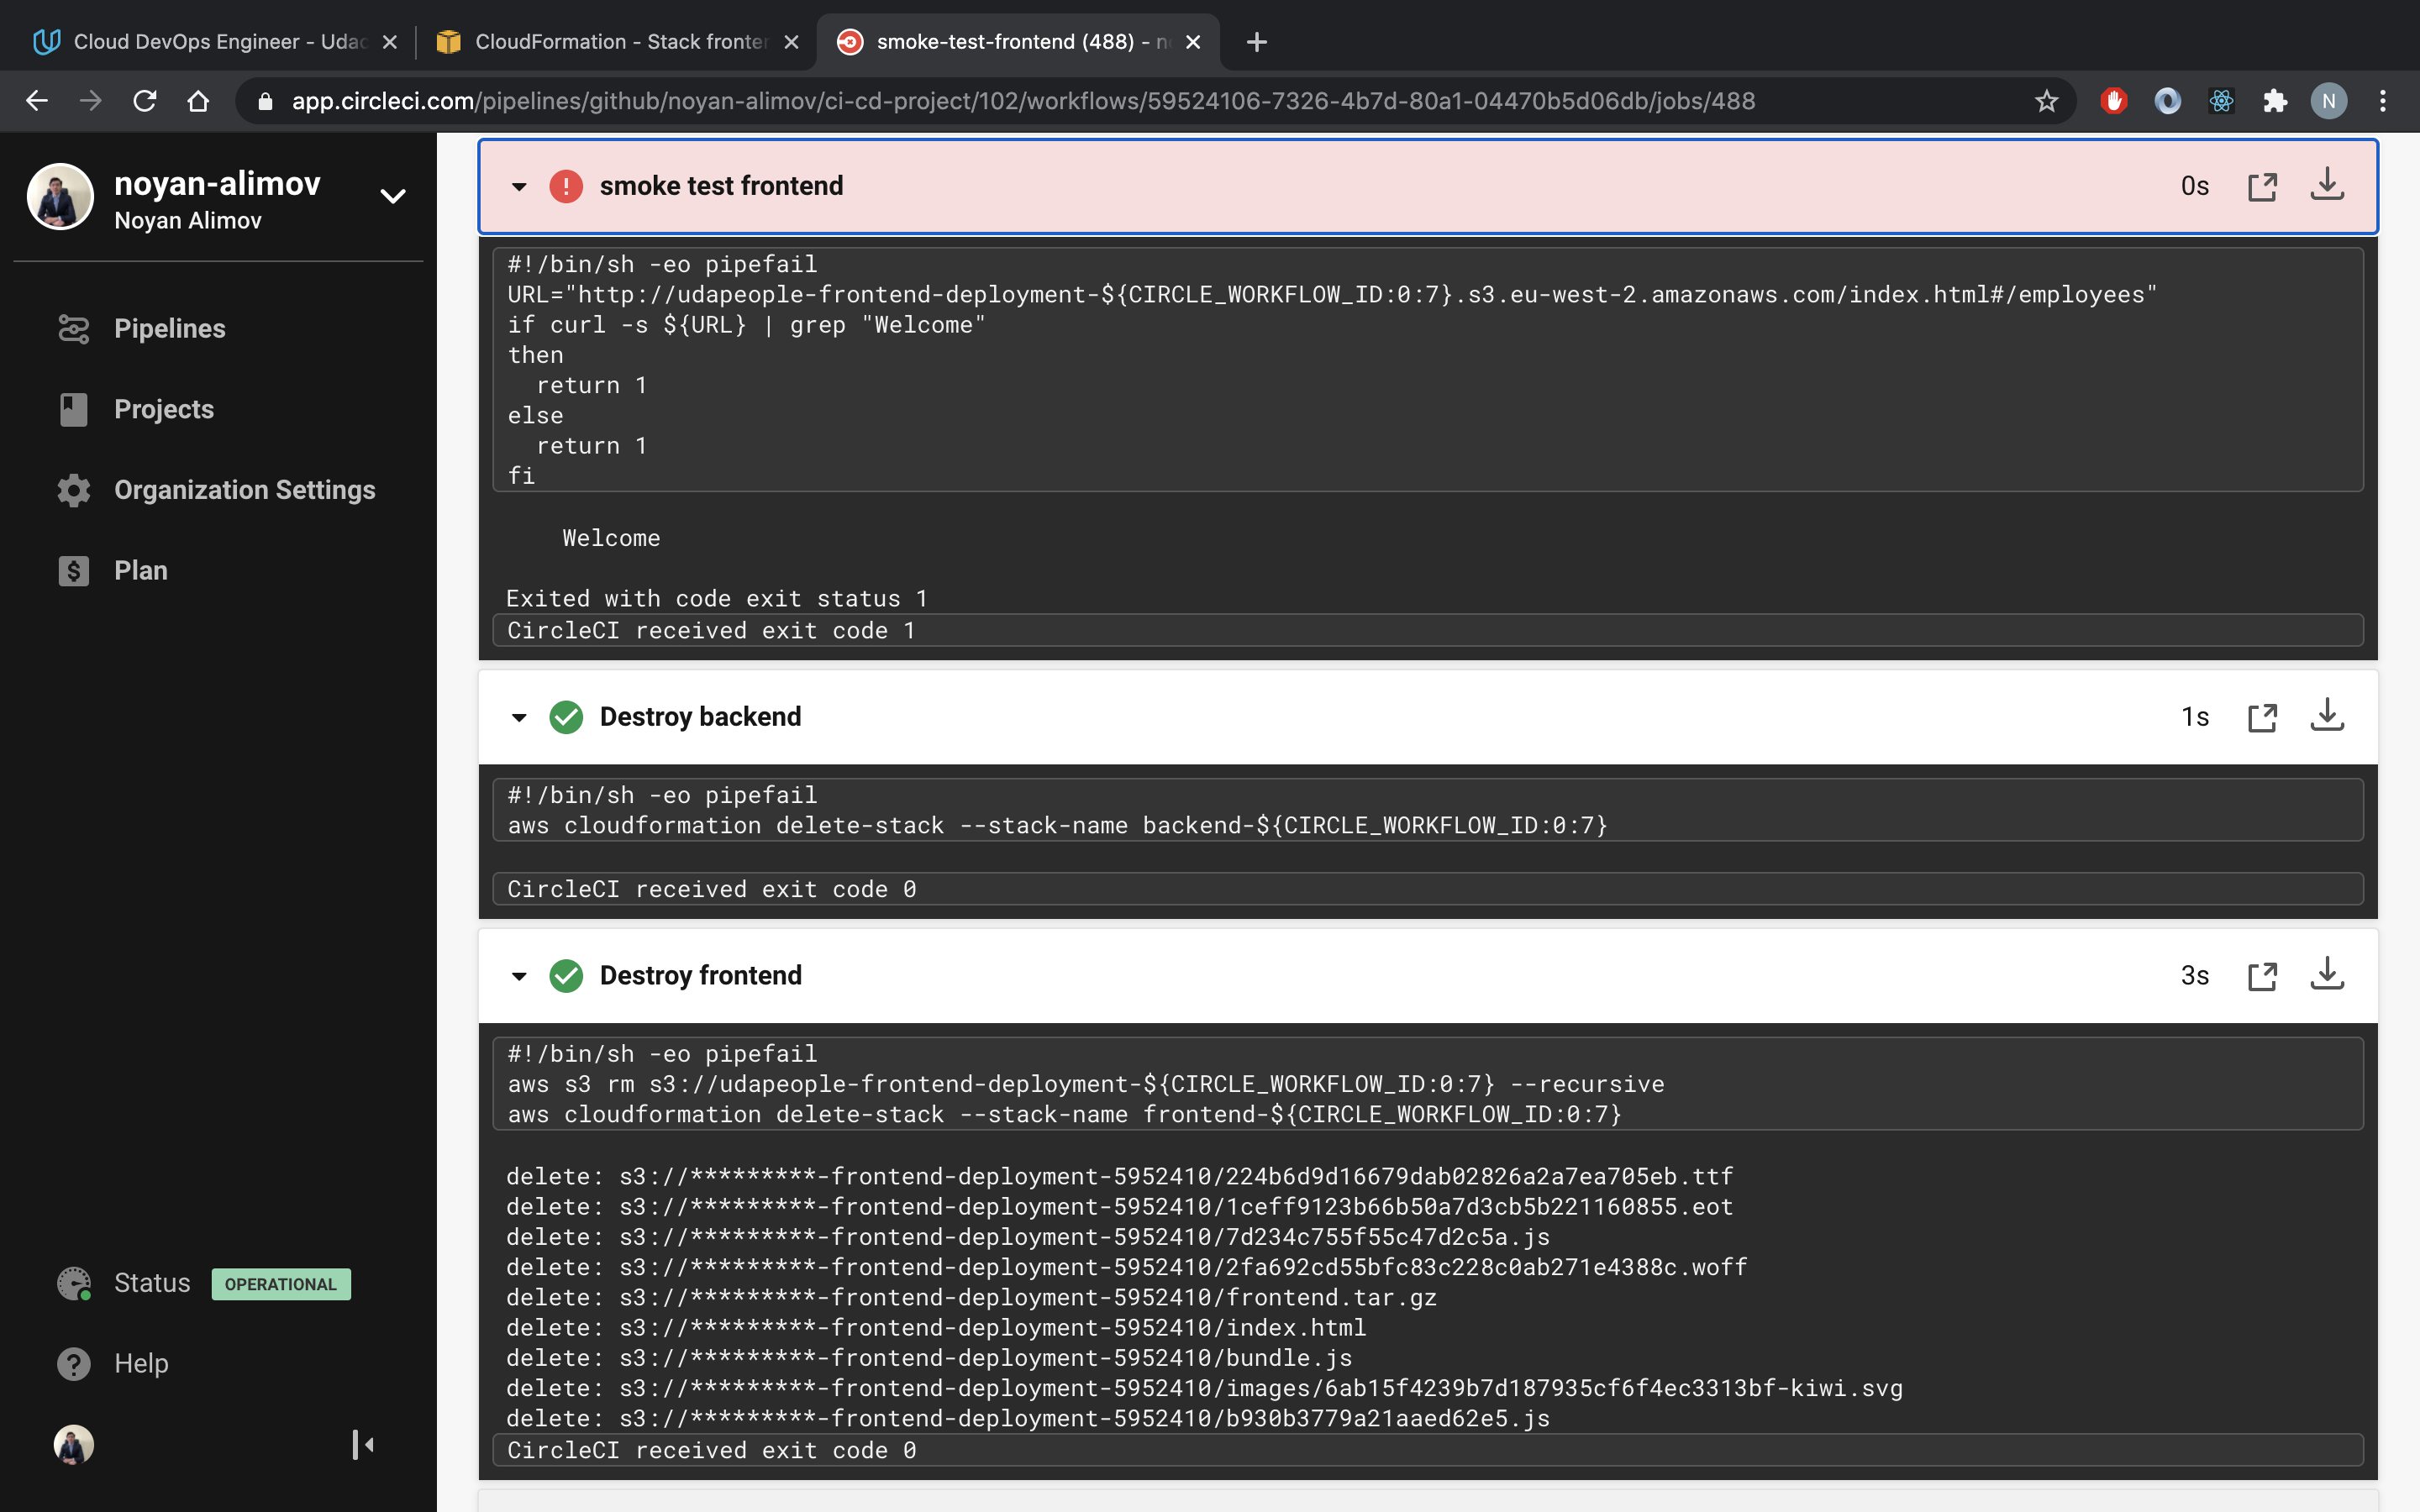 Cloud DevOps Engineer - Udac
CloudFormation - Stack fronter
smoke-test-frontend (488) - n
app.circleci.com/pipelines/github/noyan-alimov/ci-cd-project/102/workflows/59524106-7326-4b7d-80a1-04470b5d06db/jobs/488
N
noyan-alimov
Noyan Alimov
Pipelines
Projects
Organization Settings
Plan
Status OPERATIONAL
Help
smoke test frontend
0s
#!/bin/sh -eo pipefail
URL="http://udapeople-frontend-deployment-${CIRCLE_WORKFLOW_ID:0:7}.s3.eu-west-2.amazonaws.com/index.html#/employees"
if curl -s ${URL} | grep "Welcome"
then
  return 1
else
  return 1
fi
Welcome
Exited with code exit status 1
CircleCI received exit code 1
Destroy backend
1s
#!/bin/sh -eo pipefail
aws cloudformation delete-stack --stack-name backend-${CIRCLE_WORKFLOW_ID:0:7}
CircleCI received exit code 0
Destroy frontend
3s
#!/bin/sh -eo pipefail
aws s3 rm s3://udapeople-frontend-deployment-${CIRCLE_WORKFLOW_ID:0:7} --recursive
aws cloudformation delete-stack --stack-name frontend-${CIRCLE_WORKFLOW_ID:0:7}
delete: s3://*********-frontend-deployment-5952410/224b6d9d16679dab02826a2a7ea705eb.ttf
delete: s3://*********-frontend-deployment-5952410/1ceff9123b66b50a7d3cb5b221160855.eot
delete: s3://*********-frontend-deployment-5952410/7d234c755f55c47d2c5a.js
delete: s3://*********-frontend-deployment-5952410/2fa692cd55bfc83c228c0ab271e4388c.woff
delete: s3://*********-frontend-deployment-5952410/frontend.tar.gz
delete: s3://*********-frontend-deployment-5952410/index.html
delete: s3://*********-frontend-deployment-5952410/bundle.js
delete: s3://*********-frontend-deployment-5952410/images/6ab15f4239b7d187935cf6f4ec3313bf-kiwi.svg
delete: s3://*********-frontend-deployment-5952410/b930b3779a21aaed62e5.js
CircleCI received exit code 0